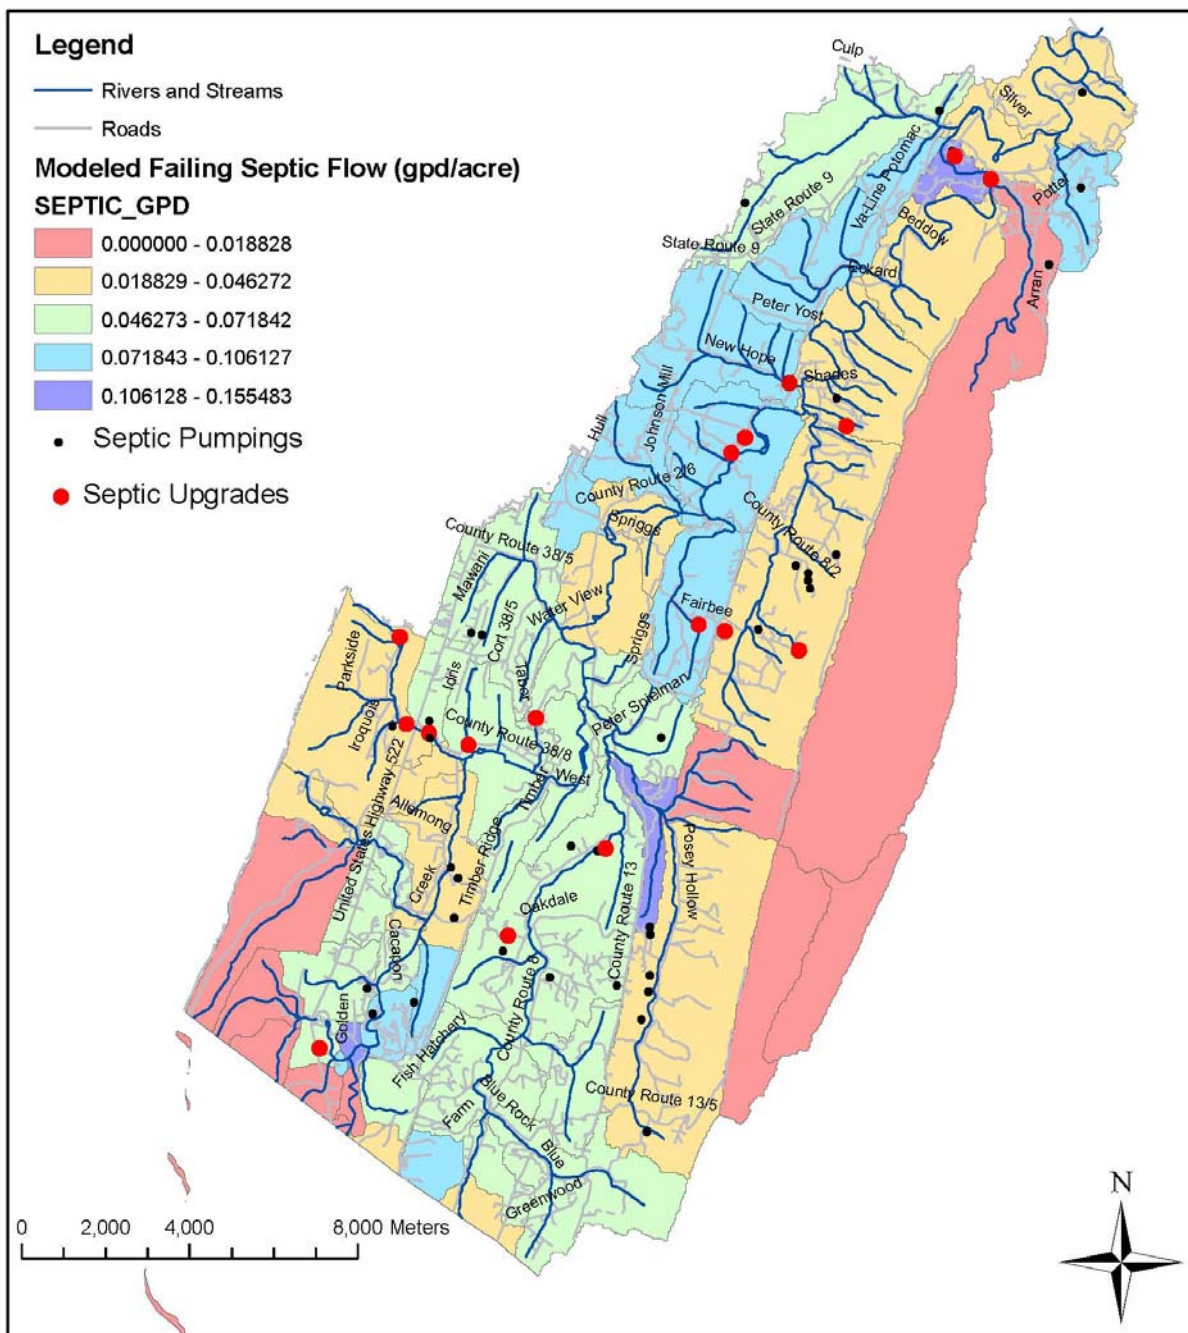 Legend
Rivers and Streams
Roads
Modeled Failing Septic Flow (gpd/acre)
SEPTIC_GPD
0.000000 - 0.018828
0.018829 - 0.046272
0.046273 - 0.071842
0.071843 - 0.106127
0.106128 - 0.155483
Septic Pumpings
Septic Upgrades
Culp
Silver
Va-Line Potomac
Potter
State Route 9
Beddow
State Route 9
Eckard
Arran
Peter Yost
New Hope
Shades
Johnson Mill
Hull
County Route 2/6
Spriggs
County Route 8/2
County Route 38/5
Mawani
Water View
Cort 38/5
Fairbee
Spriggs
Parkside
Idris
Tabor
Peter Spielman
Iroquois
County Route 38/8
West
United States Highway 522
Timber
Allemong
Timber Ridge
Posey Hollow
Creek
Oakdale
County Route 13
Cacapon
County Route 8
Golden
Fish Hatchery
Blue Rock
County Route 13/5
Farm
Blue
Greenwood
N
0 2,000 4,000 8,000 Meters